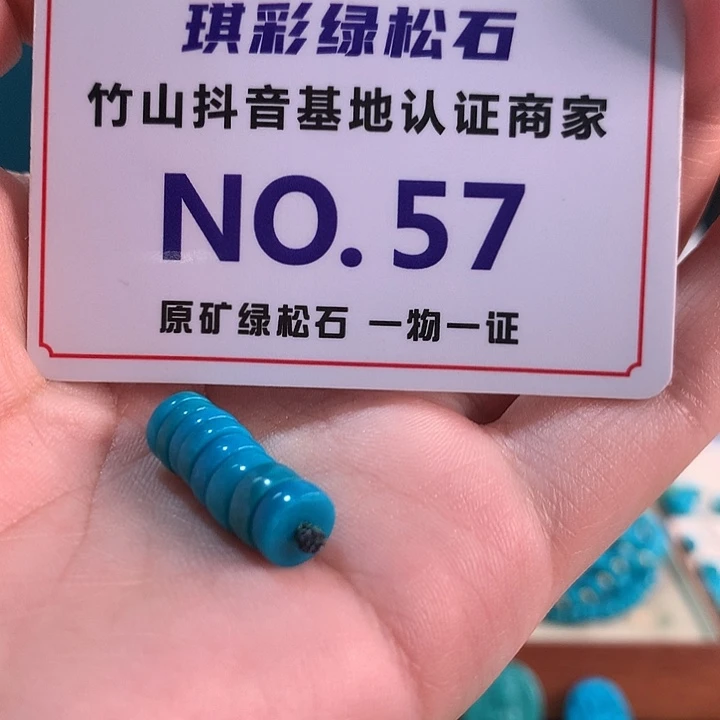 琪彩绿松石
竹山抖音基地认证商家
NO. 57
原矿绿松石 一物一证